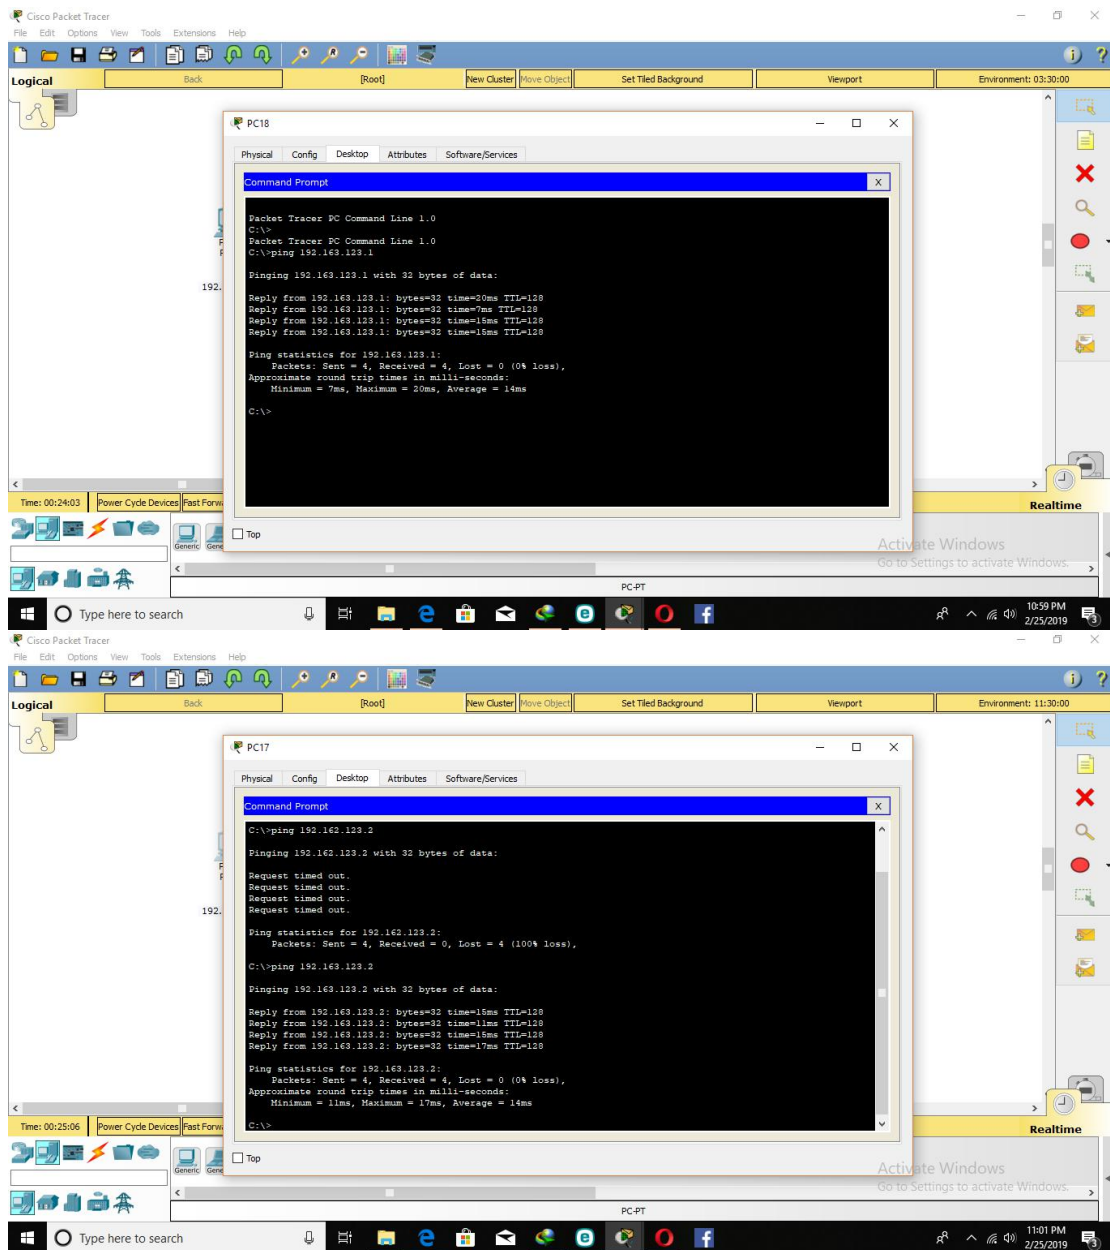 Cisco Packet Tracer
File Edit Options View Tools Extensions Help
i ?
Logical Back [Root] New Cluster Move Object Set Tiled Background Viewport Environment: 03:30:00
PC18
Physical Config Desktop Attributes Software/Services
Command Prompt X
Packet Tracer PC Command Line 1.0
C:\>
Packet Tracer PC Command Line 1.0
C:\>ping 192.163.123.1
Pinging 192.163.123.1 with 32 bytes of data:
192.
Reply from 192.163.123.1: bytes=32 time=20ms TTL=128
Reply from 192.163.123.1: bytes=32 time=7ms TTL=128
Reply from 192.163.123.1: bytes=32 time=15ms TTL=128
Reply from 192.163.123.1: bytes=32 time=15ms TTL=128
Ping statistics for 192.163.123.1:
Packets: Sent = 4, Received = 4, Lost = 0 (0% loss),
Approximate round trip times in milli-seconds:
Minimum = 7ms, Maximum = 20ms, Average = 14ms
C:\>
Time: 00:24:03 Power Cycle Devices Fast Forw Realtime
Top
Generic Gene
Activate Windows
Go to Settings to activate Windows.
PC-PT
Type here to search
10:59 PM
2/25/2019
Cisco Packet Tracer
File Edit Options View Tools Extensions Help
i ?
Logical Back [Root] New Cluster Move Object Set Tiled Background Viewport Environment: 11:30:00
PC17
Physical Config Desktop Attributes Software/Services
Command Prompt X
C:\>ping 192.162.123.2
Pinging 192.162.123.2 with 32 bytes of data:
Request timed out.
Request timed out.
Request timed out.
Request timed out.
192.
Ping statistics for 192.162.123.2:
Packets: Sent = 4, Received = 0, Lost = 4 (100% loss),
C:\>ping 192.163.123.2
Pinging 192.163.123.2 with 32 bytes of data:
Reply from 192.163.123.2: bytes=32 time=15ms TTL=128
Reply from 192.163.123.2: bytes=32 time=11ms TTL=128
Reply from 192.163.123.2: bytes=32 time=15ms TTL=128
Reply from 192.163.123.2: bytes=32 time=17ms TTL=128
Ping statistics for 192.163.123.2:
Packets: Sent = 4, Received = 4, Lost = 0 (0% loss),
Approximate round trip times in milli-seconds:
Minimum = 11ms, Maximum = 17ms, Average = 14ms
C:\>
Time: 00:25:06 Power Cycle Devices Fast Forw Realtime
Top
Generic Gene
Activate Windows
Go to Settings to activate Windows.
PC-PT
Type here to search
11:01 PM
2/25/2019